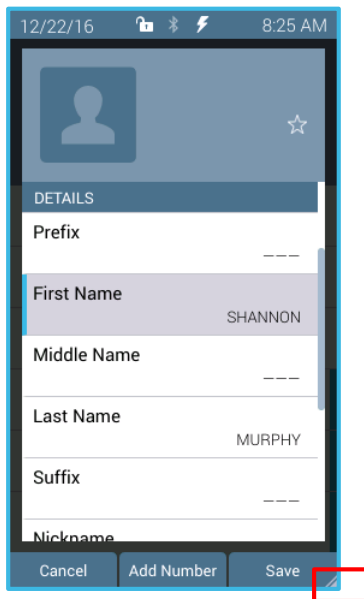 12/22/16 8:25 AM
DETAILS
Prefix
———
First Name
SHANNON
Middle Name
———
Last Name
MURPHY
Suffix
———
Nickname
Cancel Add Number Save